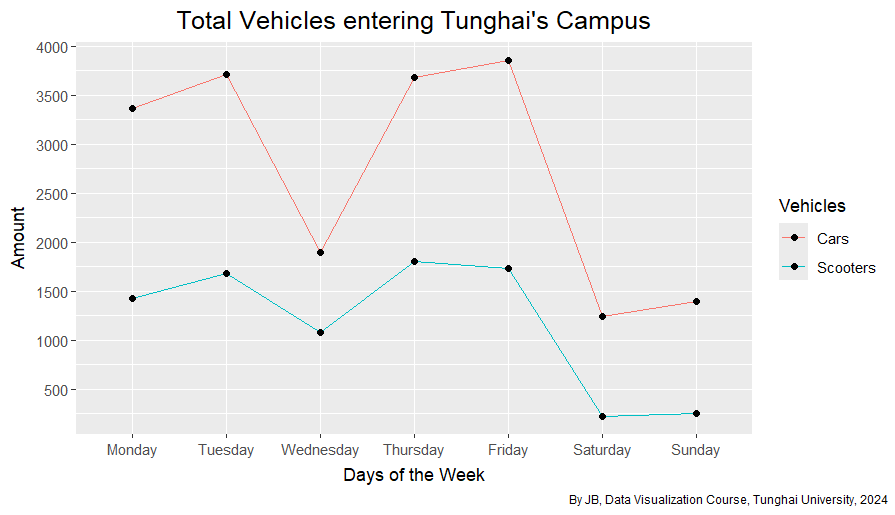 Total Vehicles entering Tunghai's Campus
4000
3500
3000
2500
2000
1500
1000
500
Amount
Monday Tuesday Wednesday Thursday Friday Saturday Sunday
Days of the Week
Vehicles
Cars
Scooters
By JB, Data Visualization Course, Tunghai University, 2024